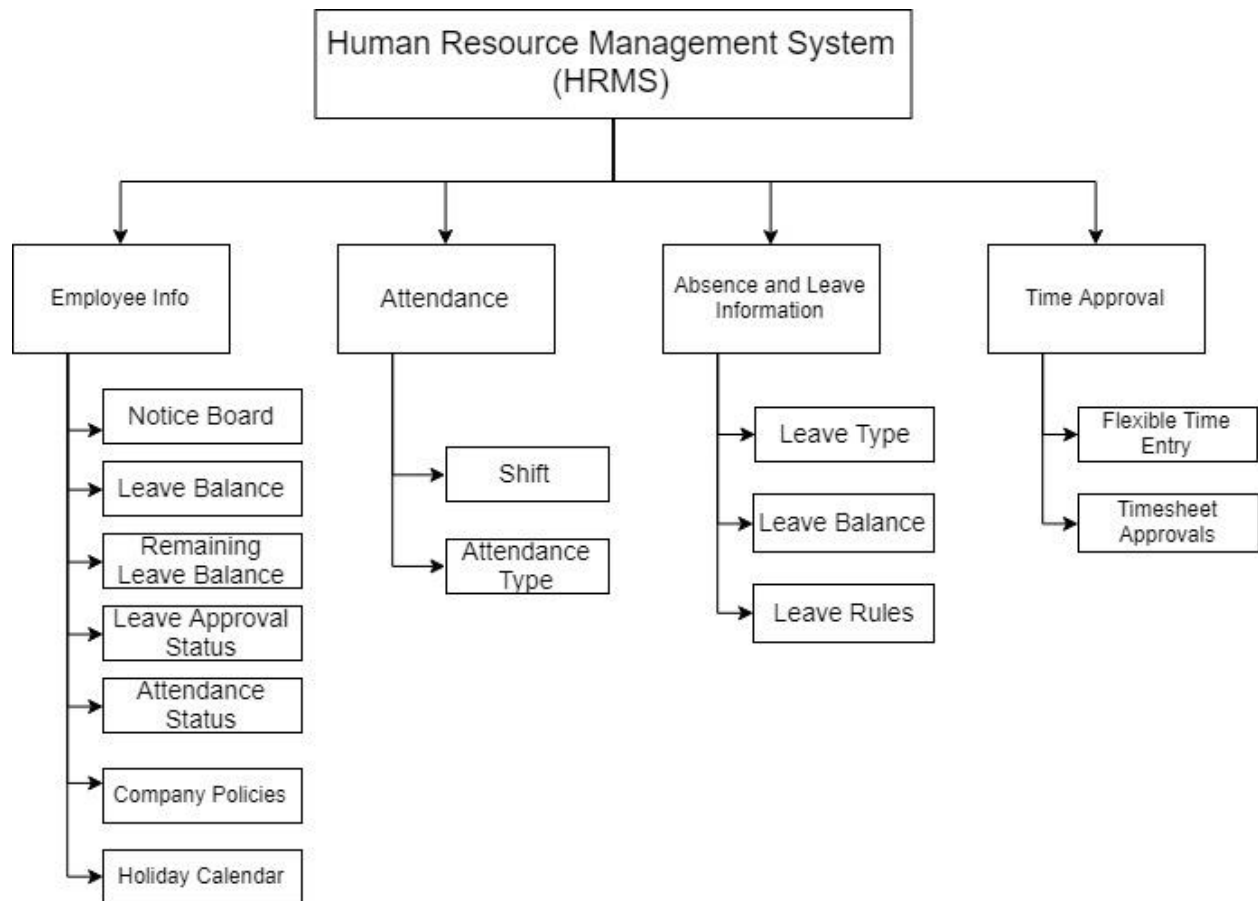 Human Resource Management System
(HRMS)
Employee Info
Attendance
Absence and Leave
Information
Time Approval
Notice Board
Leave Balance
Remaining
Leave Balance
Leave Approval
Status
Attendance
Status
Company Policies
Holiday Calendar
Shift
Attendance
Type
Leave Type
Leave Balance
Leave Rules
Flexible Time
Entry
Timesheet
Approvals